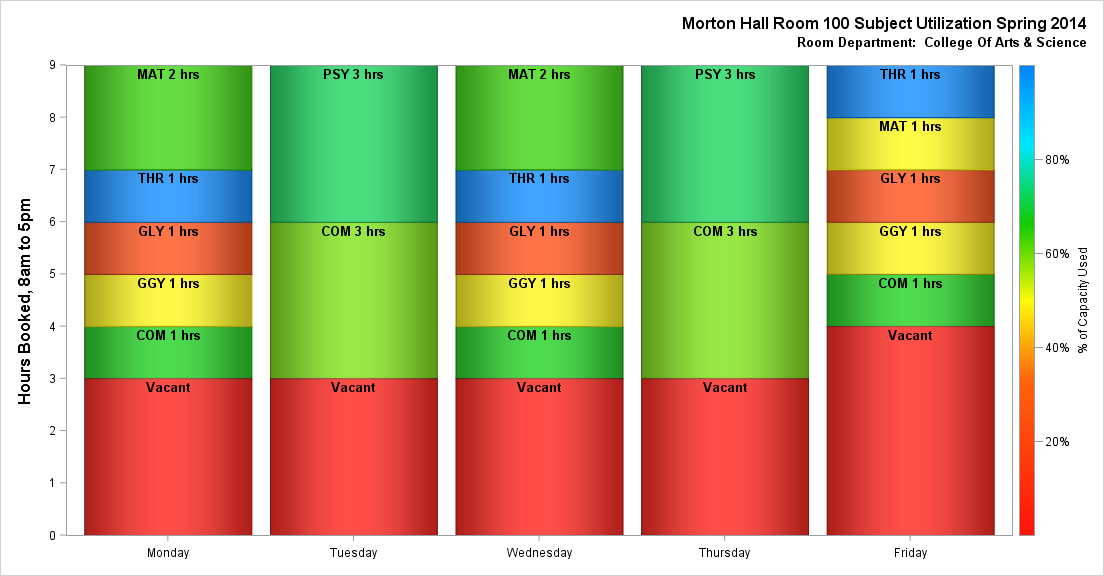 Morton Hall Room 100 Subject Utilization Spring 2014
Room Department:  College Of Arts & Science
Hours Booked, 8am to 5pm
9
8
7
6
5
4
3
2
1
0
MAT 2 hrs
THR 1 hrs
GLY 1 hrs
GGY 1 hrs
COM 1 hrs
Vacant
PSY 3 hrs
COM 3 hrs
Vacant
MAT 2 hrs
THR 1 hrs
GLY 1 hrs
GGY 1 hrs
COM 1 hrs
Vacant
PSY 3 hrs
COM 3 hrs
Vacant
THR 1 hrs
MAT 1 hrs
GLY 1 hrs
GGY 1 hrs
COM 1 hrs
Vacant
Monday
Tuesday
Wednesday
Thursday
Friday
80%
60%
40%
20%
% of Capacity Used